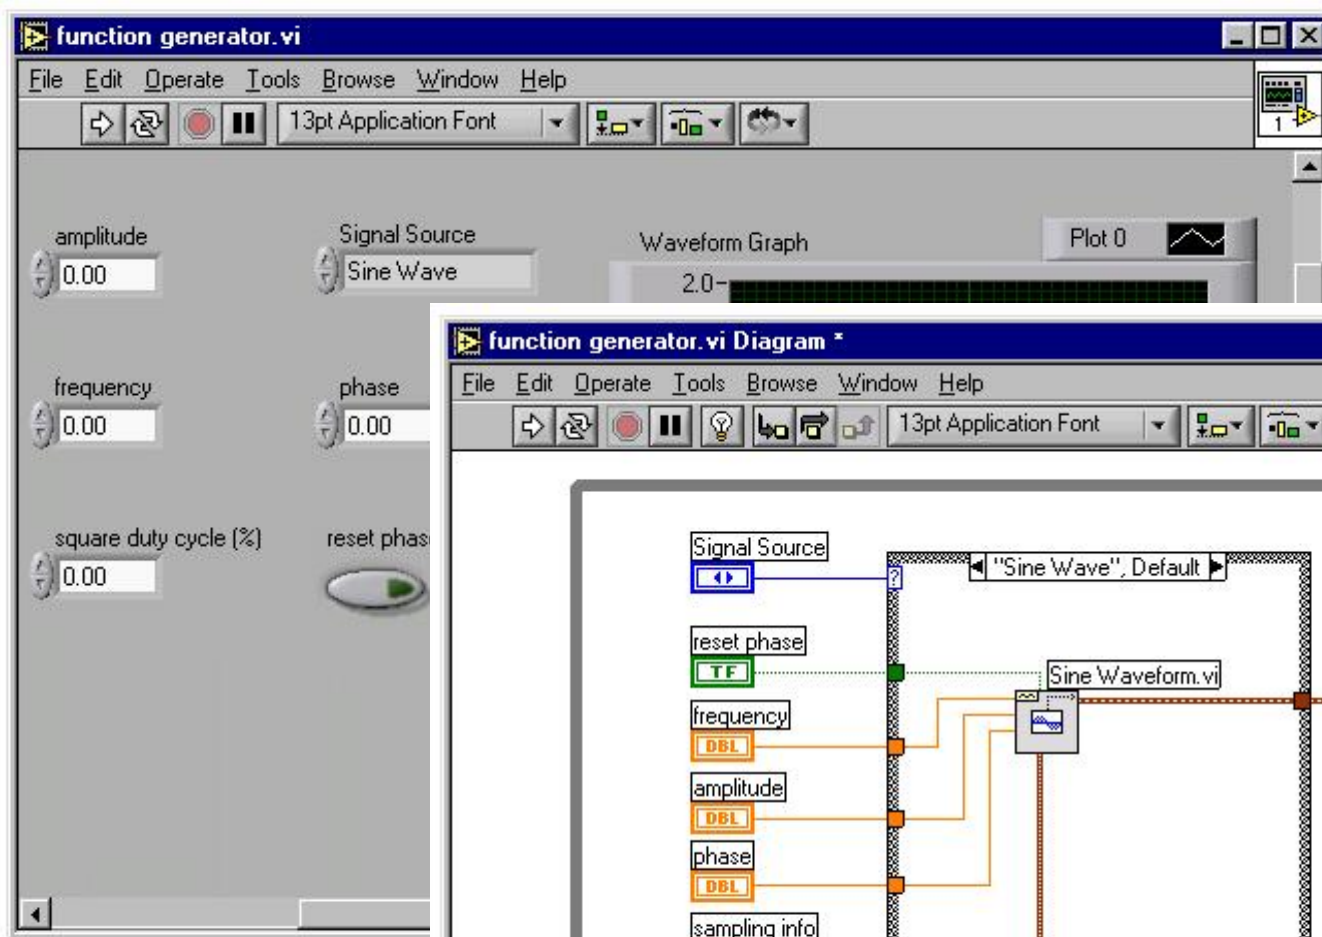 function generator.vi
File Edit Operate Tools Browse Window Help
13pt Application Font
1
amplitude
0.00
Signal Source
Sine Wave
Waveform Graph
Plot 0
2.0
frequency
0.00
phase
0.00
square duty cycle (%)
0.00
reset phas
function generator.vi Diagram *
File Edit Operate Tools Browse Window Help
13pt Application Font
Signal Source
?
"Sine Wave", Default
reset phase
TF
Sine Waveform.vi
frequency
DBL
amplitude
DBL
phase
DBL
sampling info